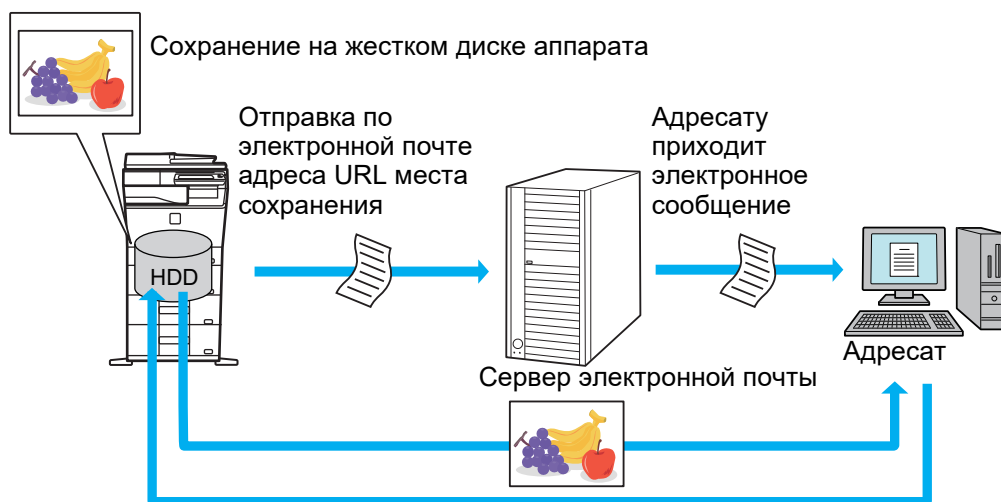 Сохранение на жестком диске аппарата
Отправка по
электронной почте
адреса URL места
сохранения
Адресату
приходит
электронное
сообщение
HDD
Адресат
Сервер электронной почты